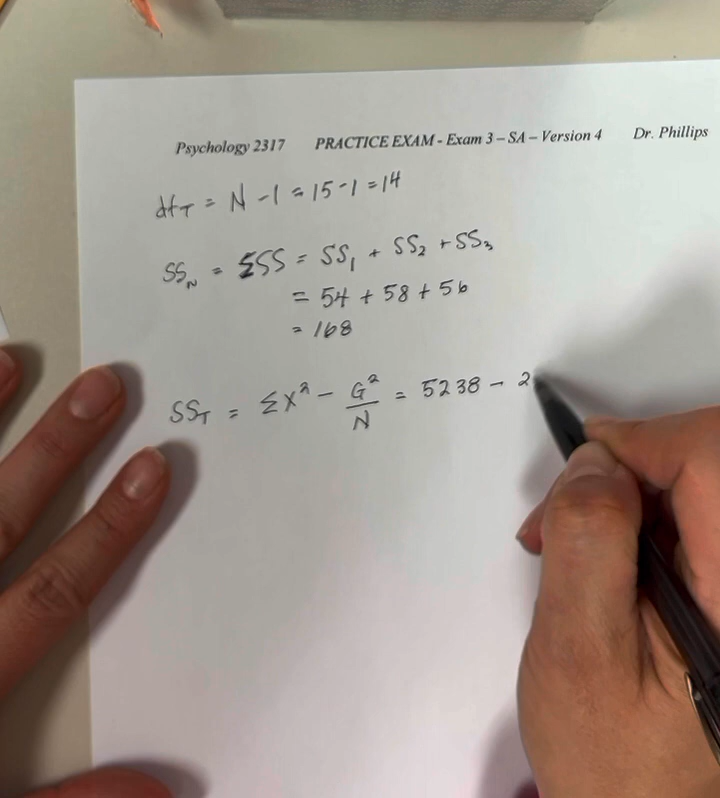 Psychology 2317 PRACTICE EXAM - Exam 3 – SA – Version 4 Dr. Phillips
dfT = N - 1 = 15 - 1 = 14
SSN = ΣSS = SS1 + SS2 + SS3
= 54 + 58 + 56
= 168
SST = ΣX² - G²/N = 5238 - 2